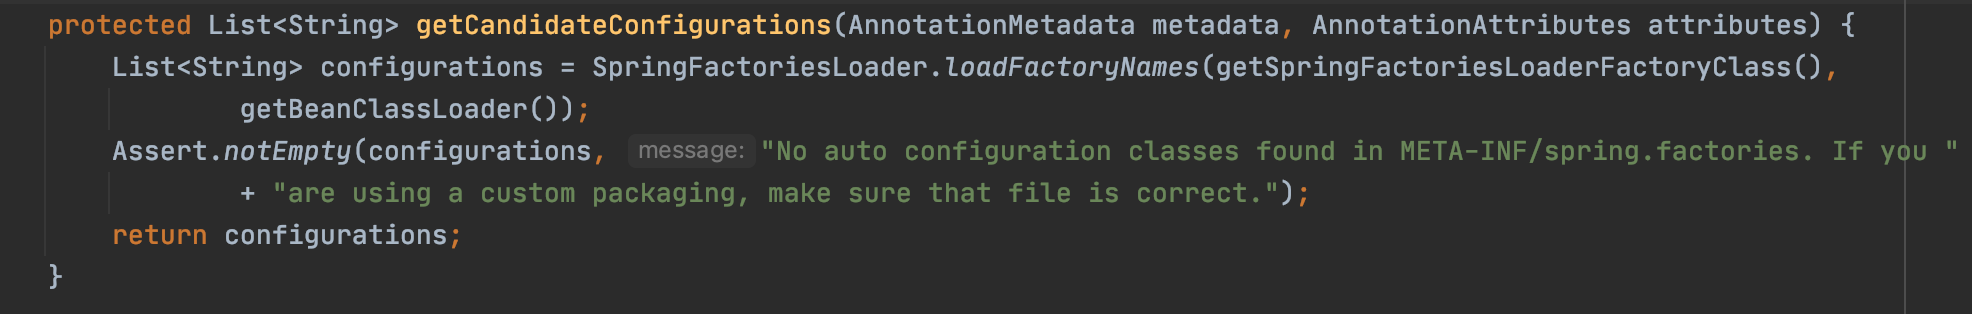 protected List<String> getCandidateConfigurations(AnnotationMetadata metadata, AnnotationAttributes attributes) {
List<String> configurations = SpringFactoriesLoader.loadFactoryNames(getSpringFactoriesLoaderFactoryClass(),
getBeanClassLoader());
Assert.notEmpty(configurations, message: "No auto configuration classes found in META-INF/spring.factories. If you "
+ "are using a custom packaging, make sure that file is correct.");
return configurations;
}